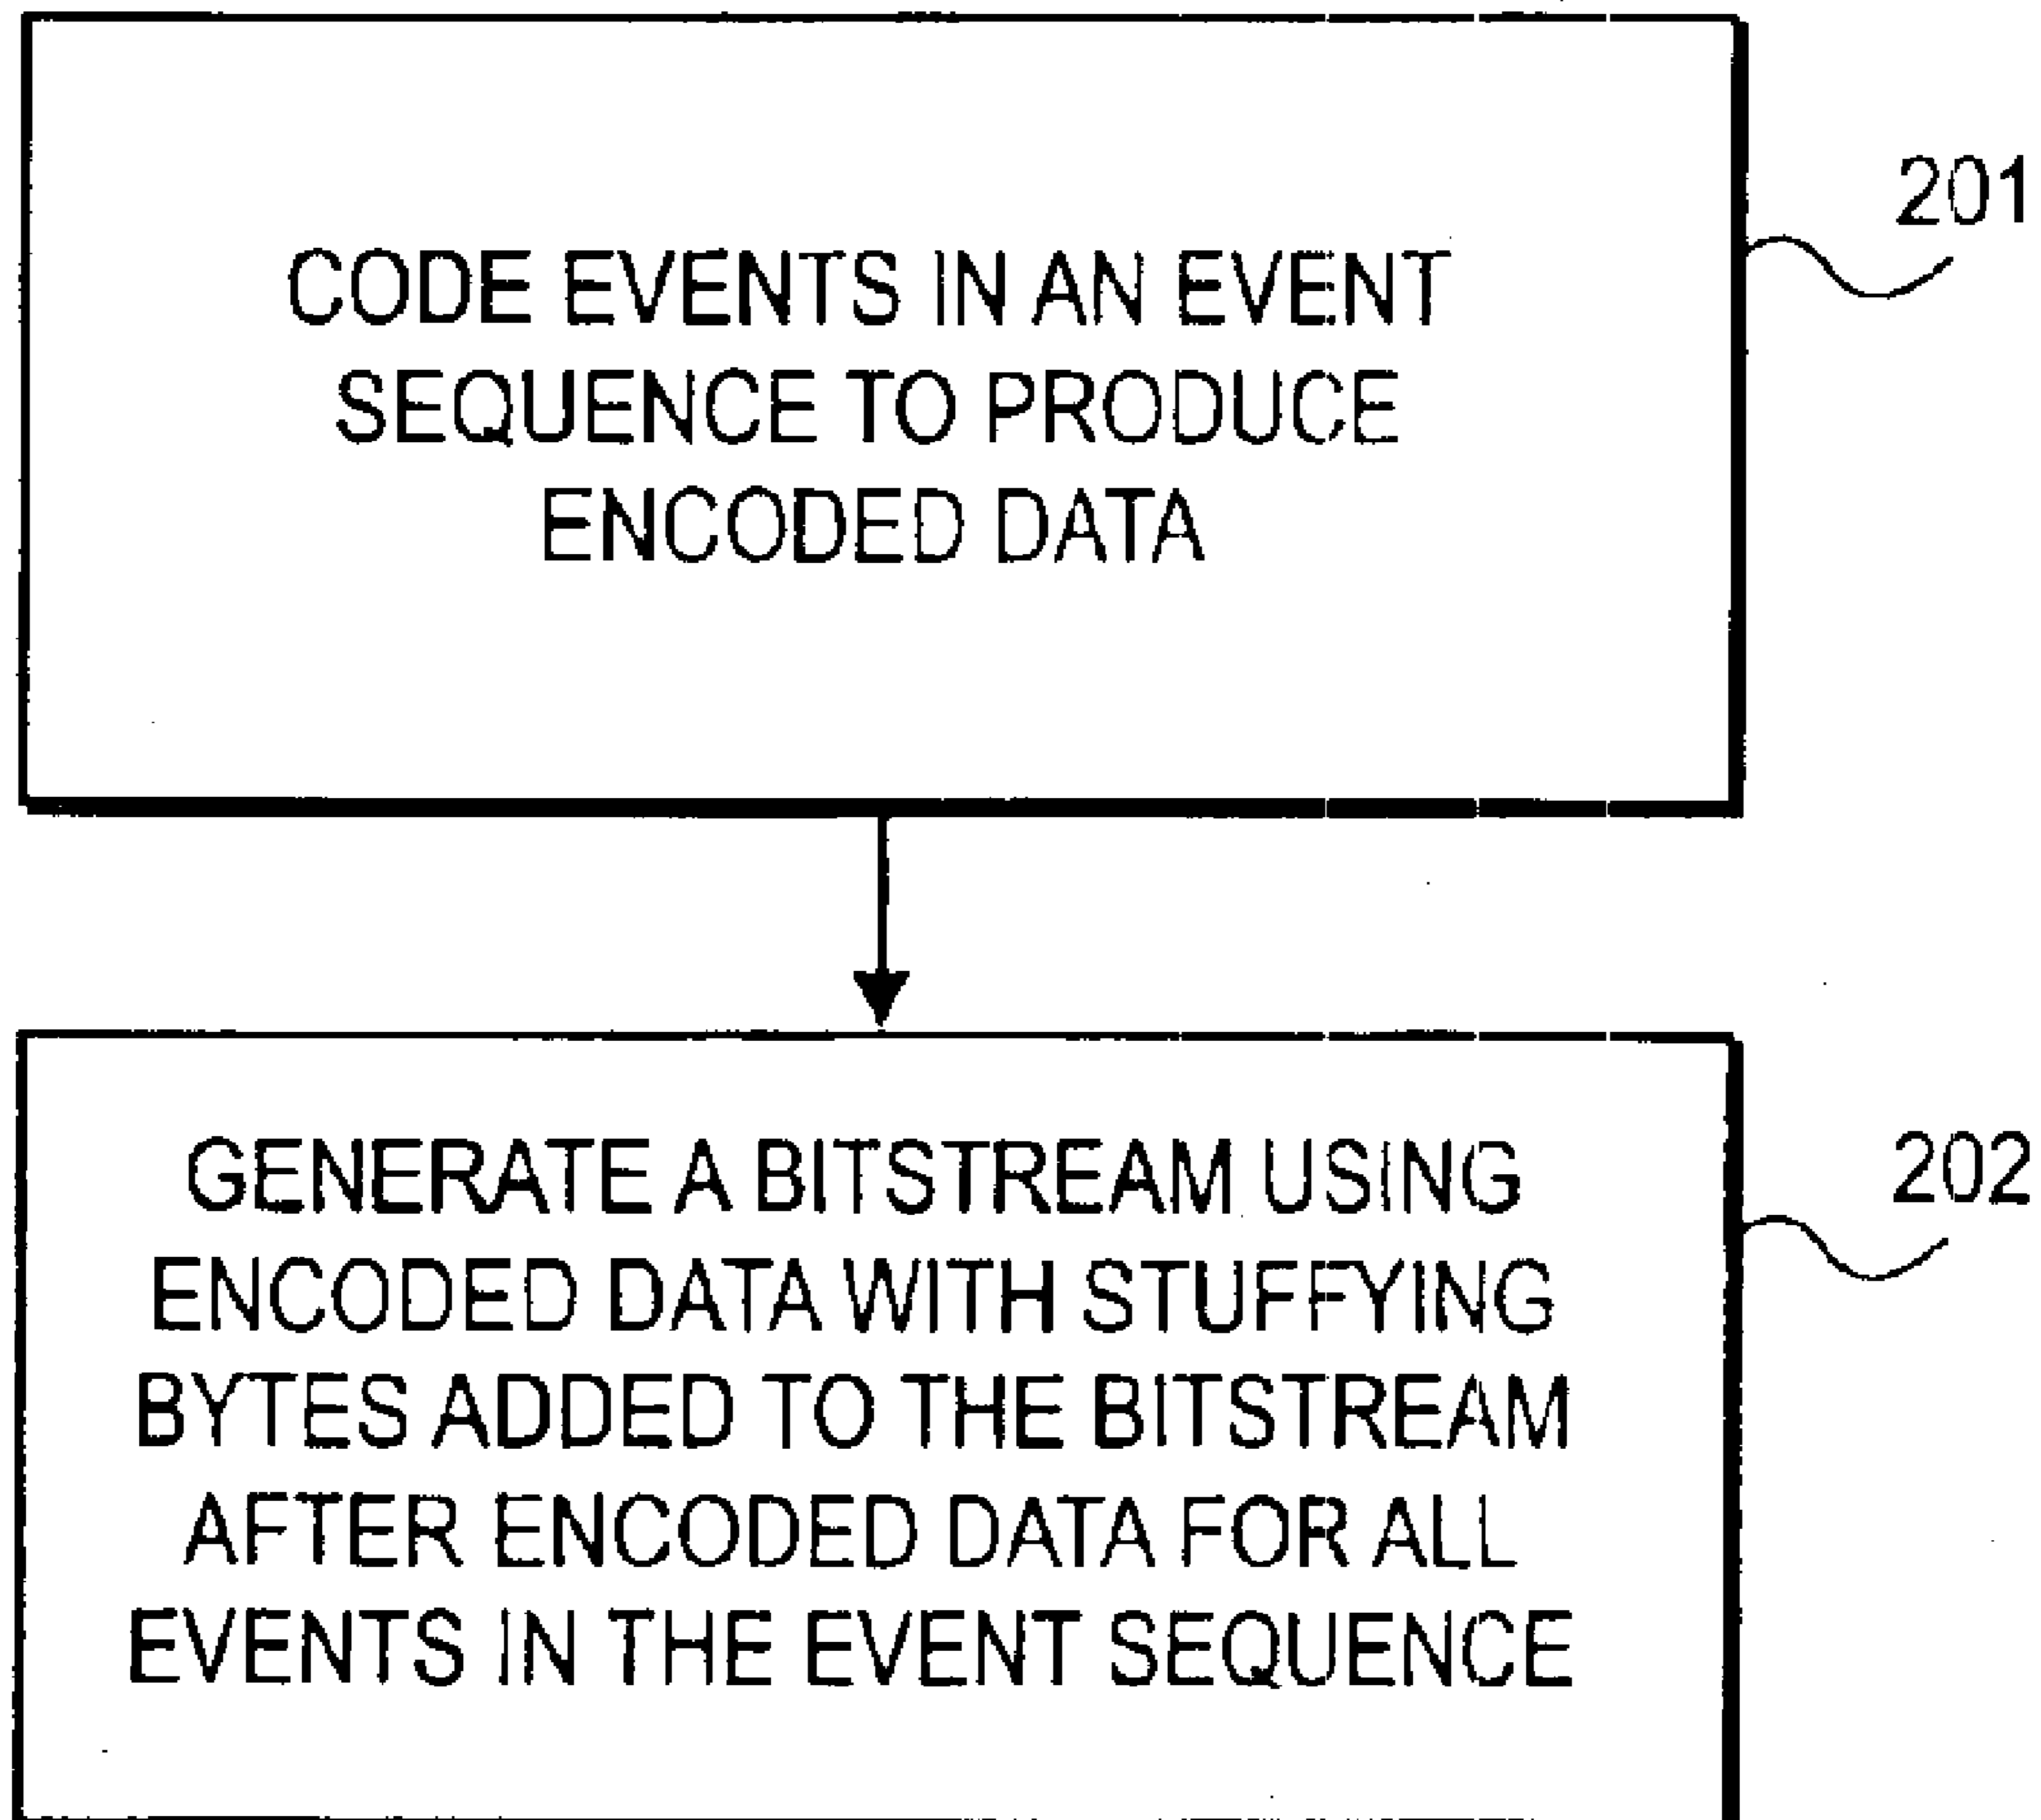 CODE EVENTS IN AN EVENT
SEQUENCE TO PRODUCE
ENCODED DATA
201
GENERATE A BITSTREAM USING
ENCODED DATA WITH STUFFYING
BYTES ADDED TO THE BITSTREAM
AFTER ENCODED DATA FOR ALL
EVENTS IN THE EVENT SEQUENCE
202